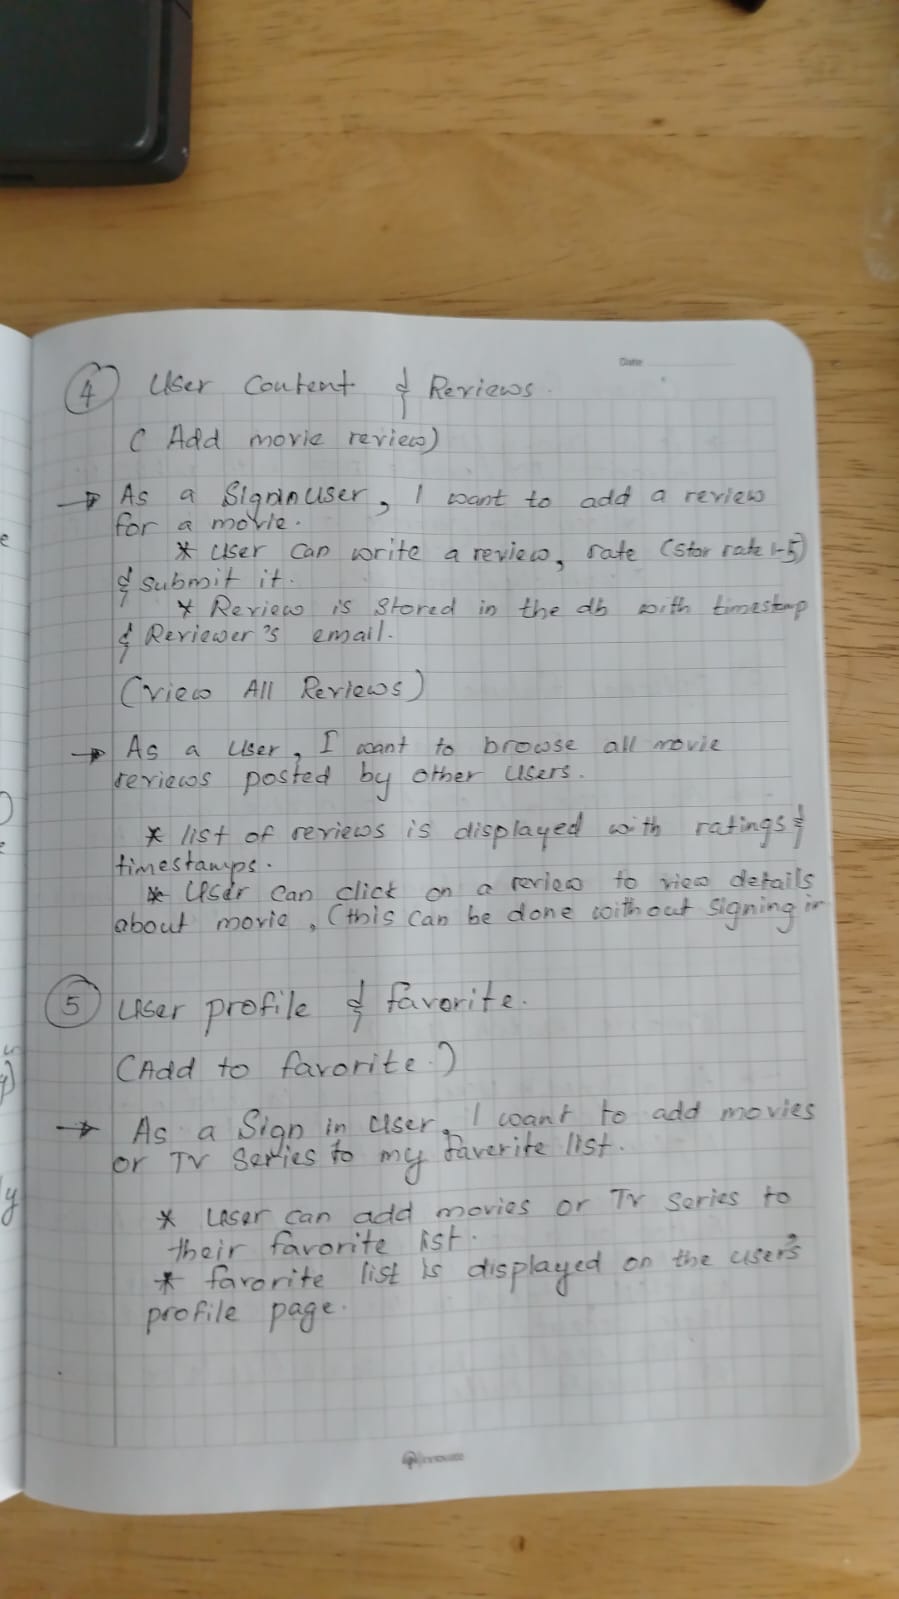 Date
4 User Content & Reviews.
( Add movie review)
→ As a Signin user, I want to add a review
for a movie.
* User can write a review, rate (star rate 1-5)
& submit it.
* Review is Stored in the db with timestamp
& Reviewer's email.
(view All Reviews)
→ As a user, I want to browse all movie
reviews posted by other users.
* list of reviews is displayed with ratings &
timestamps.
* User can click on a review to view details
about movie, (this can be done without signing in
5 User profile & favorite.
(Add to favorite.)
→ As a Sign in user, I want to add movies
or TV Series to my faverite list.
* User can add movies or TV Series to
their favorite list.
* favorite list is displayed on the user's
profile page.